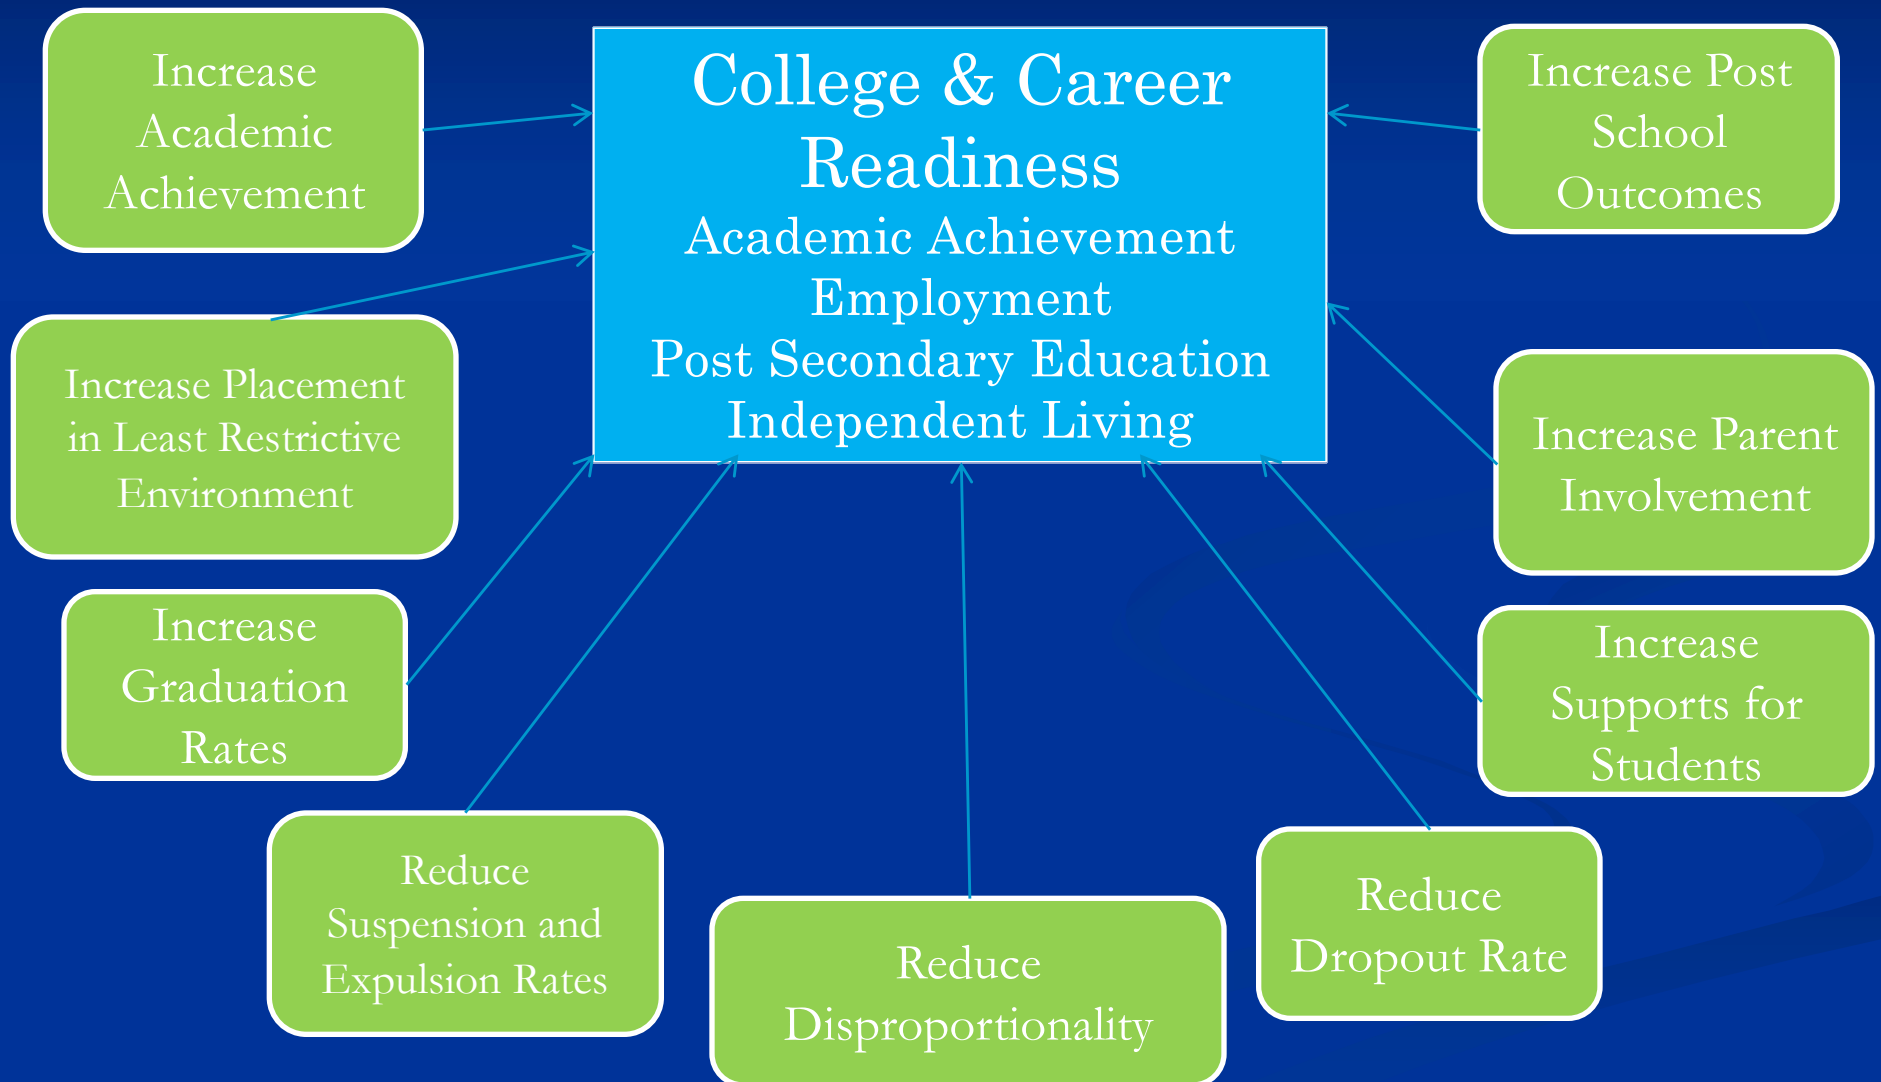 Increase
Academic
Achievement
College & Career
Readiness
Academic Achievement
Employment
Post Secondary Education
Independent Living
Increase Post
School
Outcomes
Increase Placement
in Least Restrictive
Environment
Increase Parent
Involvement
Increase
Graduation
Rates
Increase
Supports for
Students
Reduce
Suspension and
Expulsion Rates
Reduce
Disproportionality
Reduce
Dropout Rate